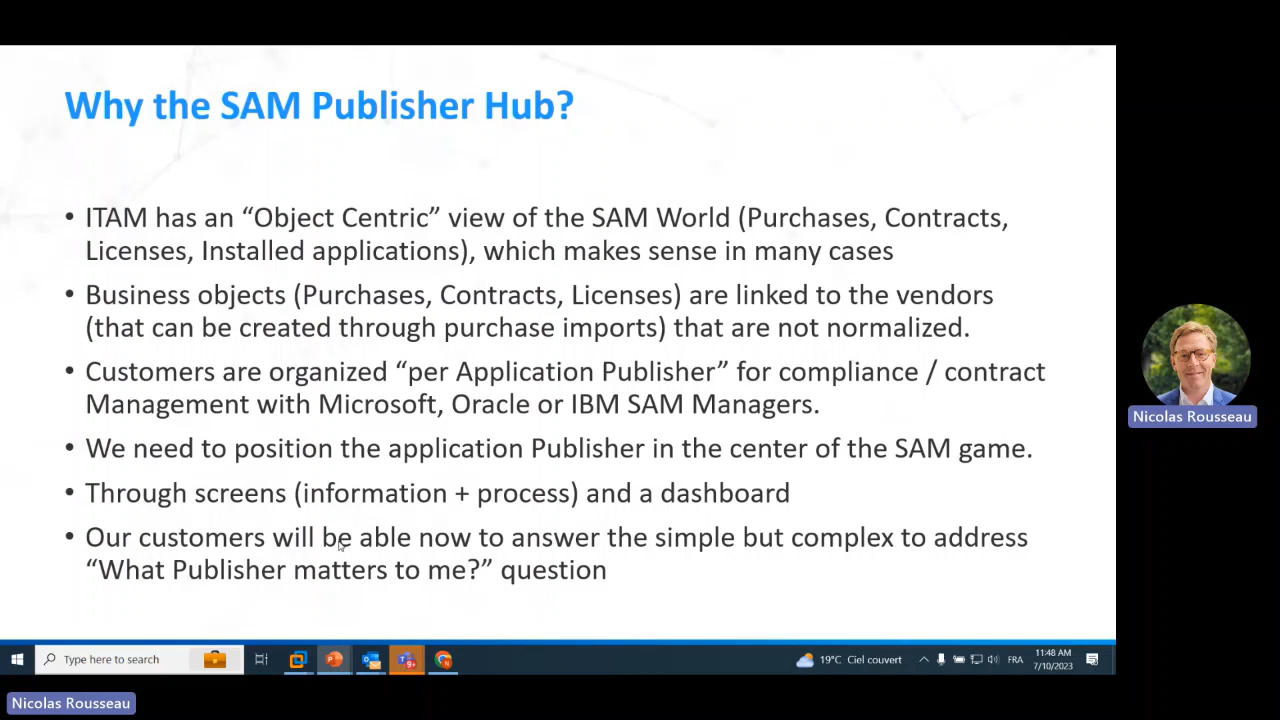 Why the SAM Publisher Hub?
• ITAM has an “Object Centric” view of the SAM World (Purchases, Contracts,
Licenses, Installed applications), which makes sense in many cases
• Business objects (Purchases, Contracts, Licenses) are linked to the vendors
(that can be created through purchase imports) that are not normalized.
• Customers are organized “per Application Publisher” for compliance / contract
Management with Microsoft, Oracle or IBM SAM Managers.
• We need to position the application Publisher in the center of the SAM game.
• Through screens (information + process) and a dashboard
• Our customers will be able now to answer the simple but complex to address
“What Publisher matters to me?” question
Nicolas Rousseau
Type here to search
9+
19°C Ciel couvert
FRA
11:48 AM
7/10/2023
Nicolas Rousseau